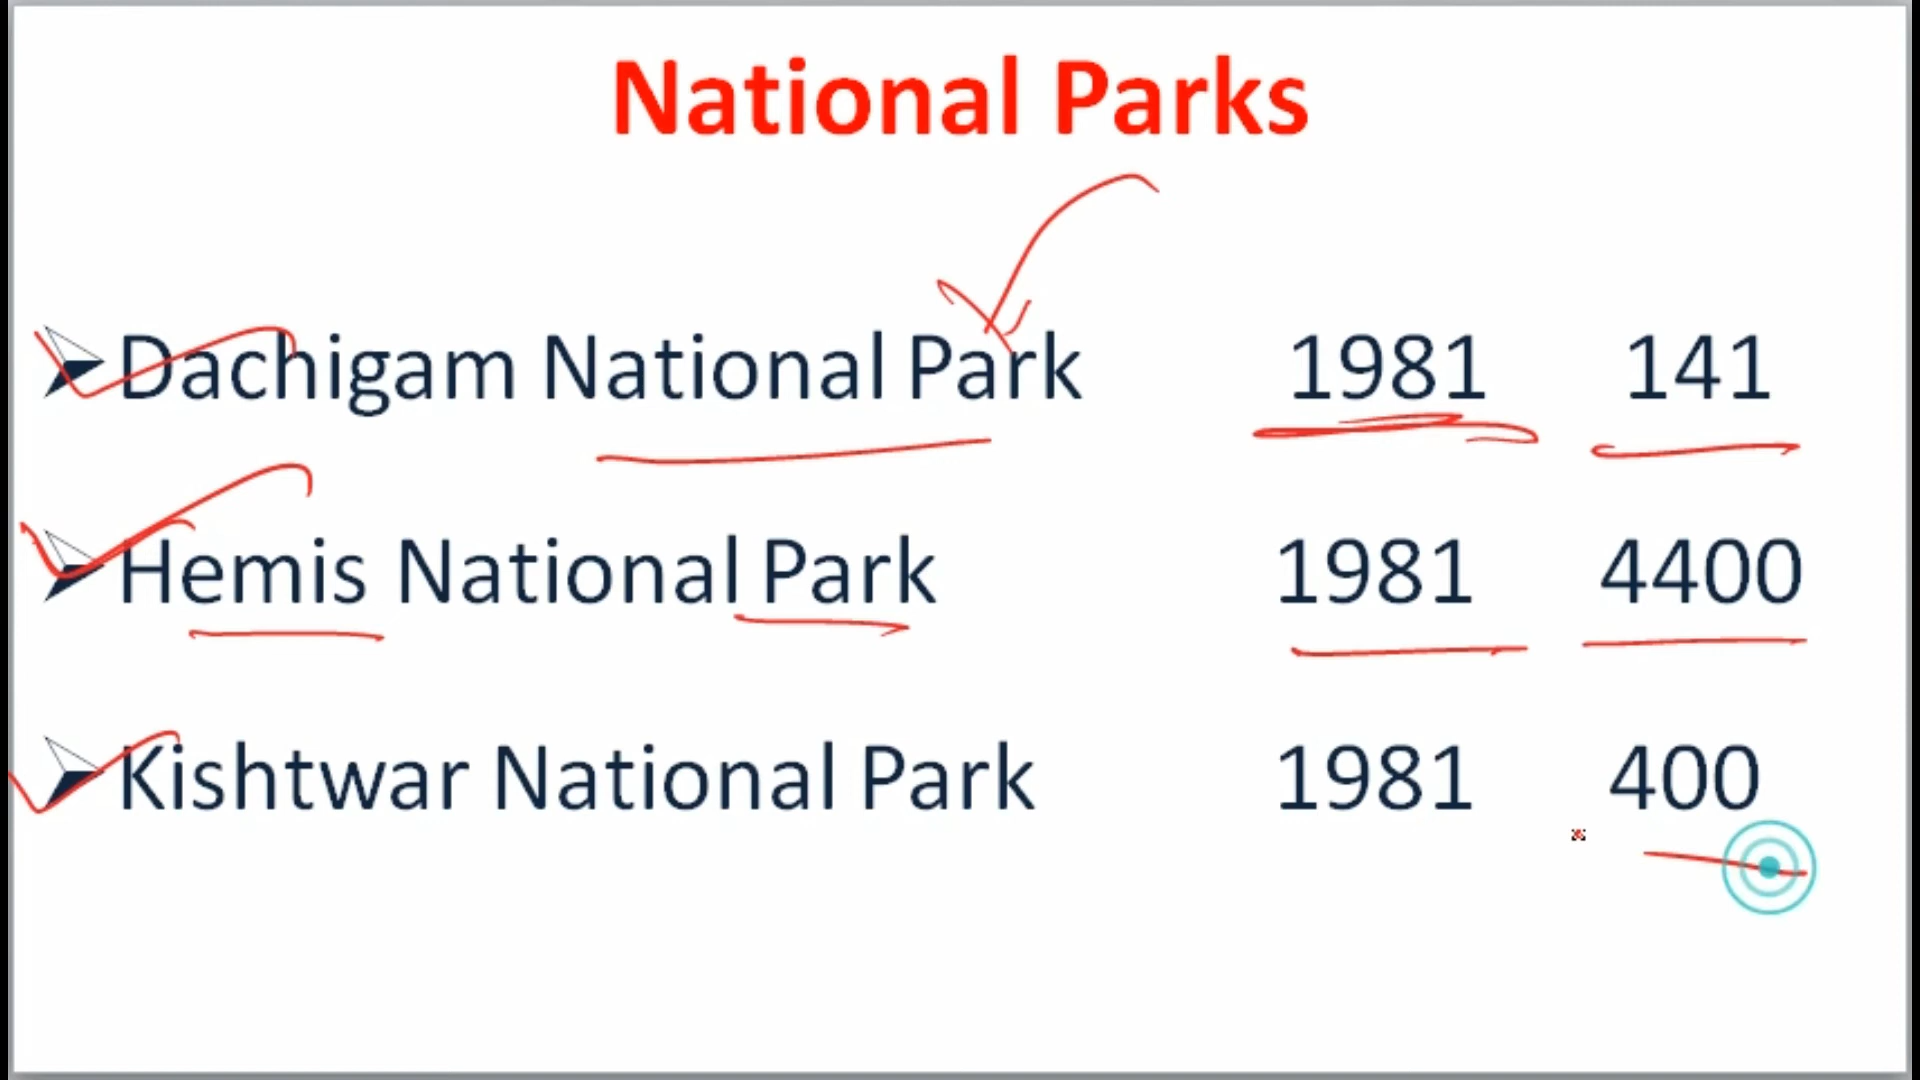 National Parks
Dachigam National Park 1981 141
Hemis National Park 1981 4400
Kishtwar National Park 1981 400